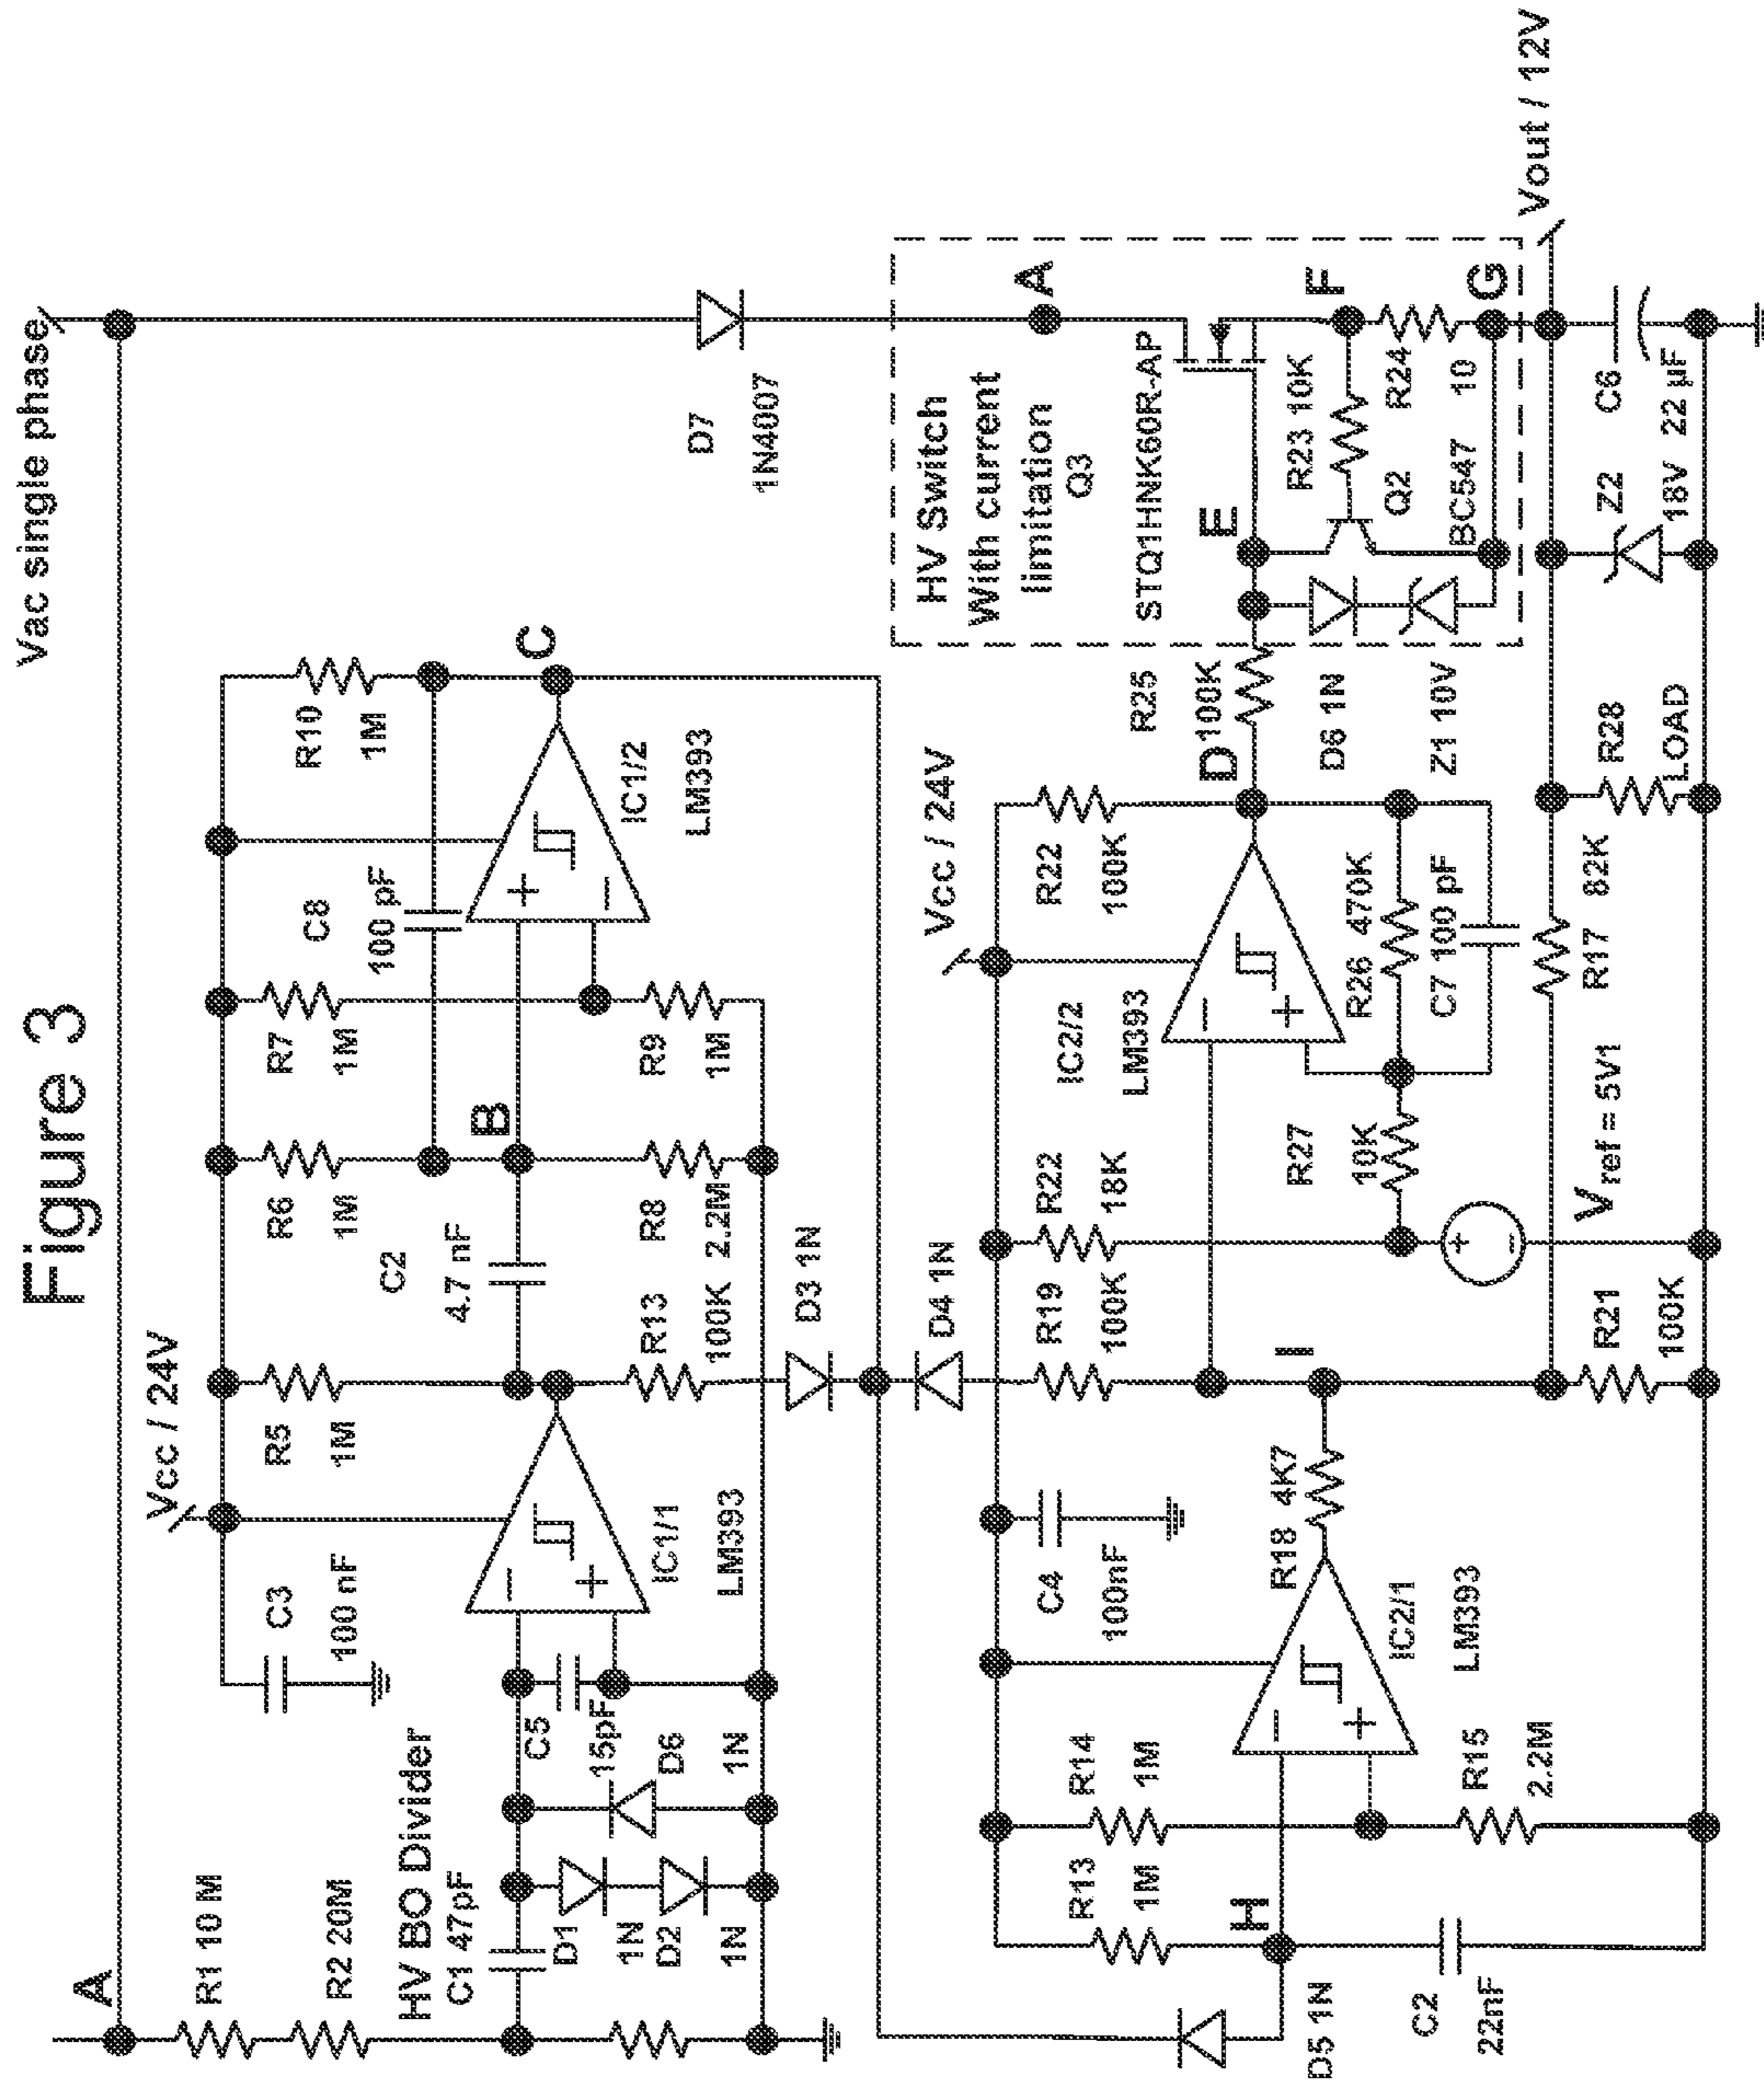 Figure 3
Vac single phase
A
R1 10 M
R2 20M
HV BO Divider
C1 47pF
D1
1N
D2
1N
C5
15pF
D6
1N
C3
100 nF
Vcc / 24V
R5
1M
IC1/1
LM393
R13
100K
C2
4.7 nF
R6
1M
B
R8
2.2M
R7
1M
R9
1M
C8
100 pF
R10
1M
C
IC1/2
LM393
D3 1N
D4 1N
D7
1N4007
HV Switch
With current
limitation
Q3
STQ1HNK60R-AP
A
E
F
G
R23 10K
R24
10
Q2
BC547
D6 1N
Z1 10V
R25
100K
D
Vcc / 24V
R22
100K
IC2/2
LM393
R26 470K
C7 100 pF
R27
10K
R22
18K
R19
100K
I
Vref = 5V1
R17 82K
R21
100K
R28
LOAD
Z2
18V
C6
22 µF
Vout / 12V
C4
100nF
R18 4K7
IC2/1
LM393
R14
1M
R15
2.2M
R13
1M
H
D5 1N
C2
22nF
+
−
+
−
+
−
+
−
+
-